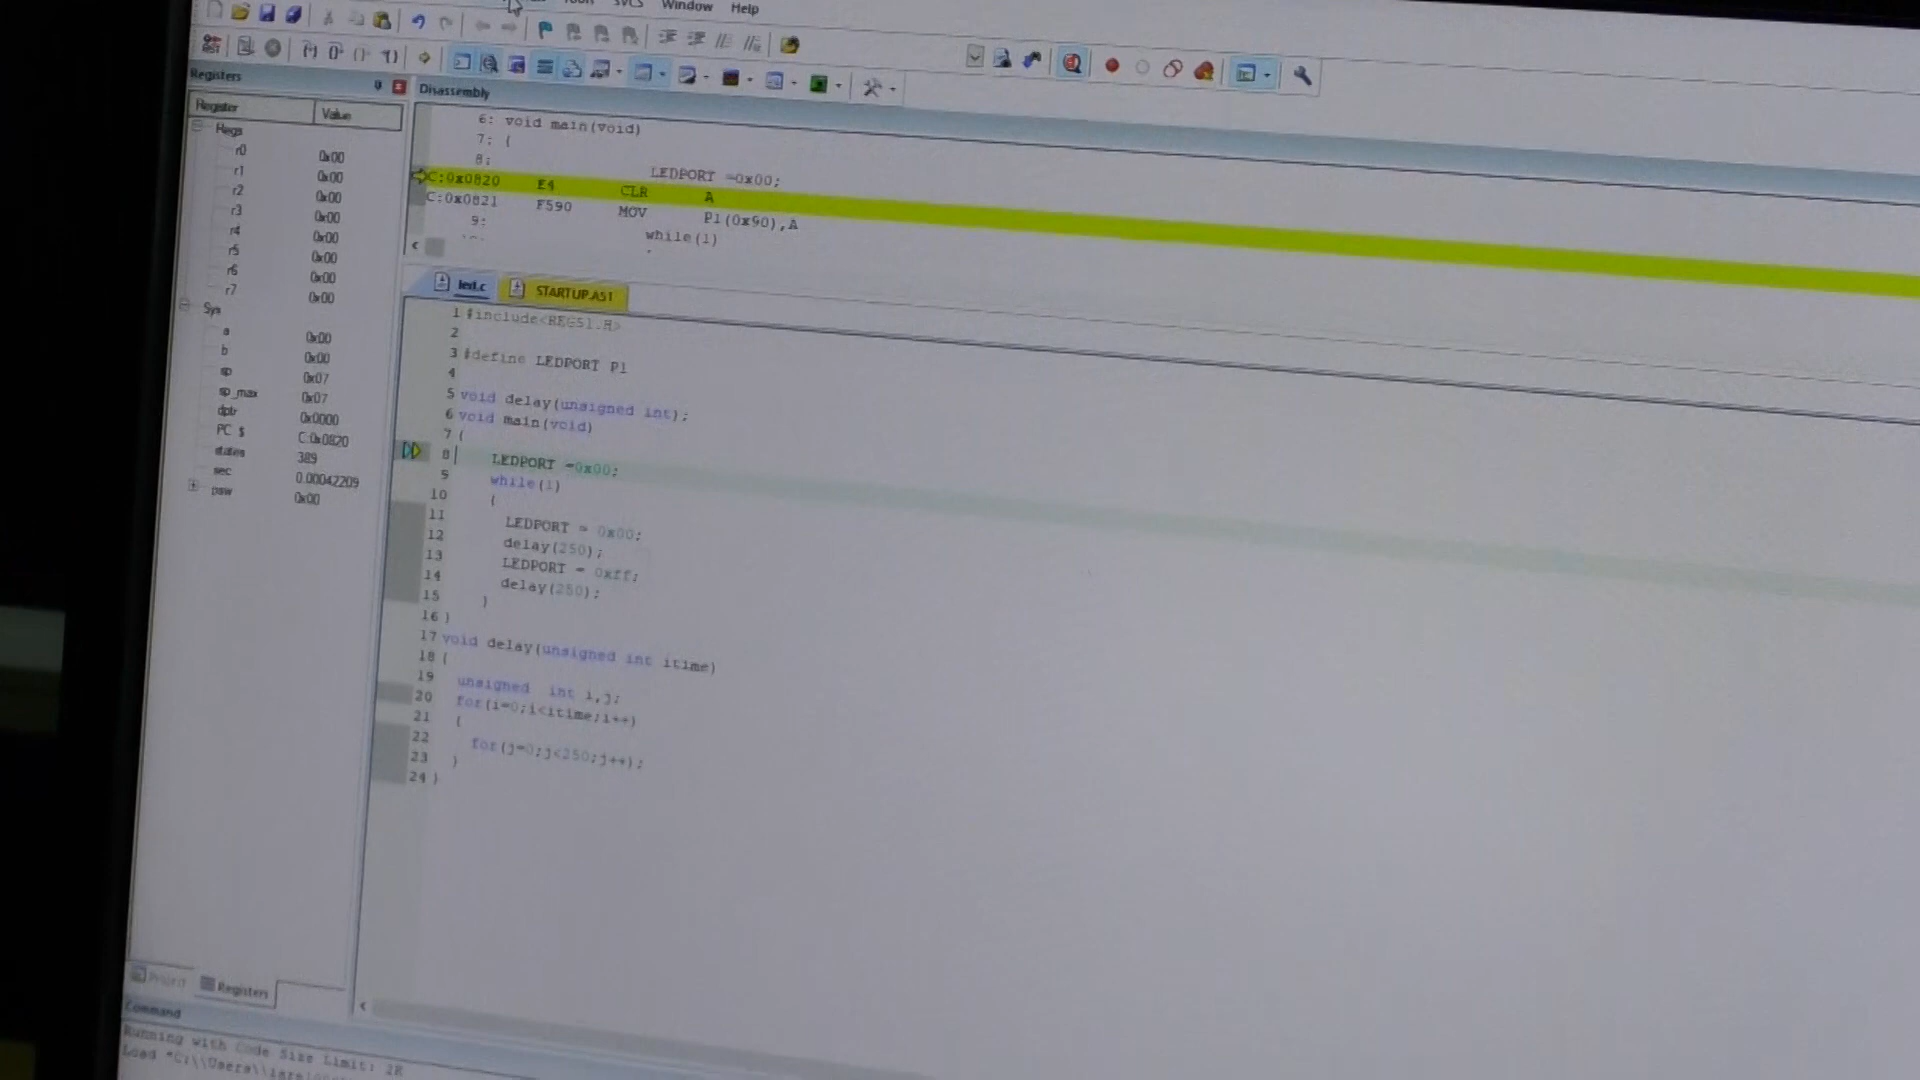 Window Help
Registers
Register Value
Regs
r0 0x00
r1 0x00
r2 0x00
r3 0x00
r4 0x00
r5 0x00
r6 0x00
r7 0x00
Sys
a 0x00
b 0x00
sp 0x07
sp_max 0x07
dptr 0x0000
PC $ C:0x0820
states 389
sec 0.00042209
psw 0x00
Registers
Disassembly
6: void main(void)
7: {
8: LEDPORT =0x00;
C:0x0820 E4 CLR A
C:0x0821 F590 MOV P1(0x90),A
9: while(1)
STARTUP.A51
1 #include<REG51.H>
2
3 #define LEDPORT P1
4
5 void delay(unsigned int);
6 void main(void)
7 {
8 LEDPORT =0x00;
9 while(1)
10 {
11 LEDPORT = 0x00;
12 delay(250);
13 LEDPORT = 0xff;
14 delay(250);
15 }
16 }
17 void delay(unsigned int itime)
18 {
19 unsigned int i,j;
20 for(i=0;i<itime;i++)
21 {
22 for(j=0;j<250;j++);
23 }
24 }
Command
Running with Code Size Limit: 2K
Load "C:\\Users\\